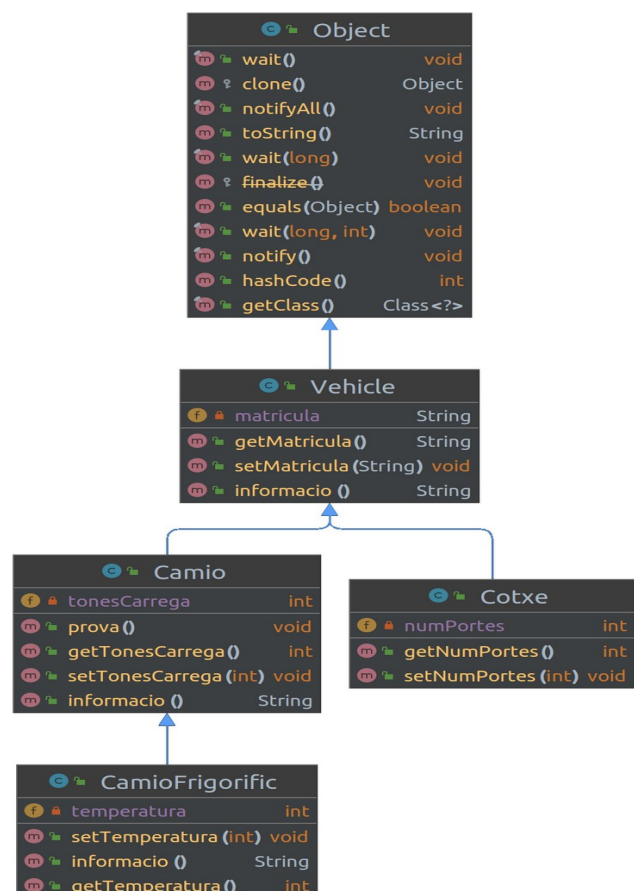 Object
wait() void
clone() Object
notifyAll() void
toString() String
wait(long) void
finalize() void
equals(Object) boolean
wait(long, int) void
notify() void
hashCode() int
getClass() Class<?>
Vehicle
matricula String
getMatricula() String
setMatricula(String) void
informacio () String
Camio
tonesCarrega int
prova() void
getTonesCarrega() int
setTonesCarrega(int) void
informacio () String
Cotxe
numPortes int
getNumPortes() int
setNumPortes(int) void
CamioFrigorific
temperatura int
setTemperatura(int) void
informacio () String
getTemperatura() int